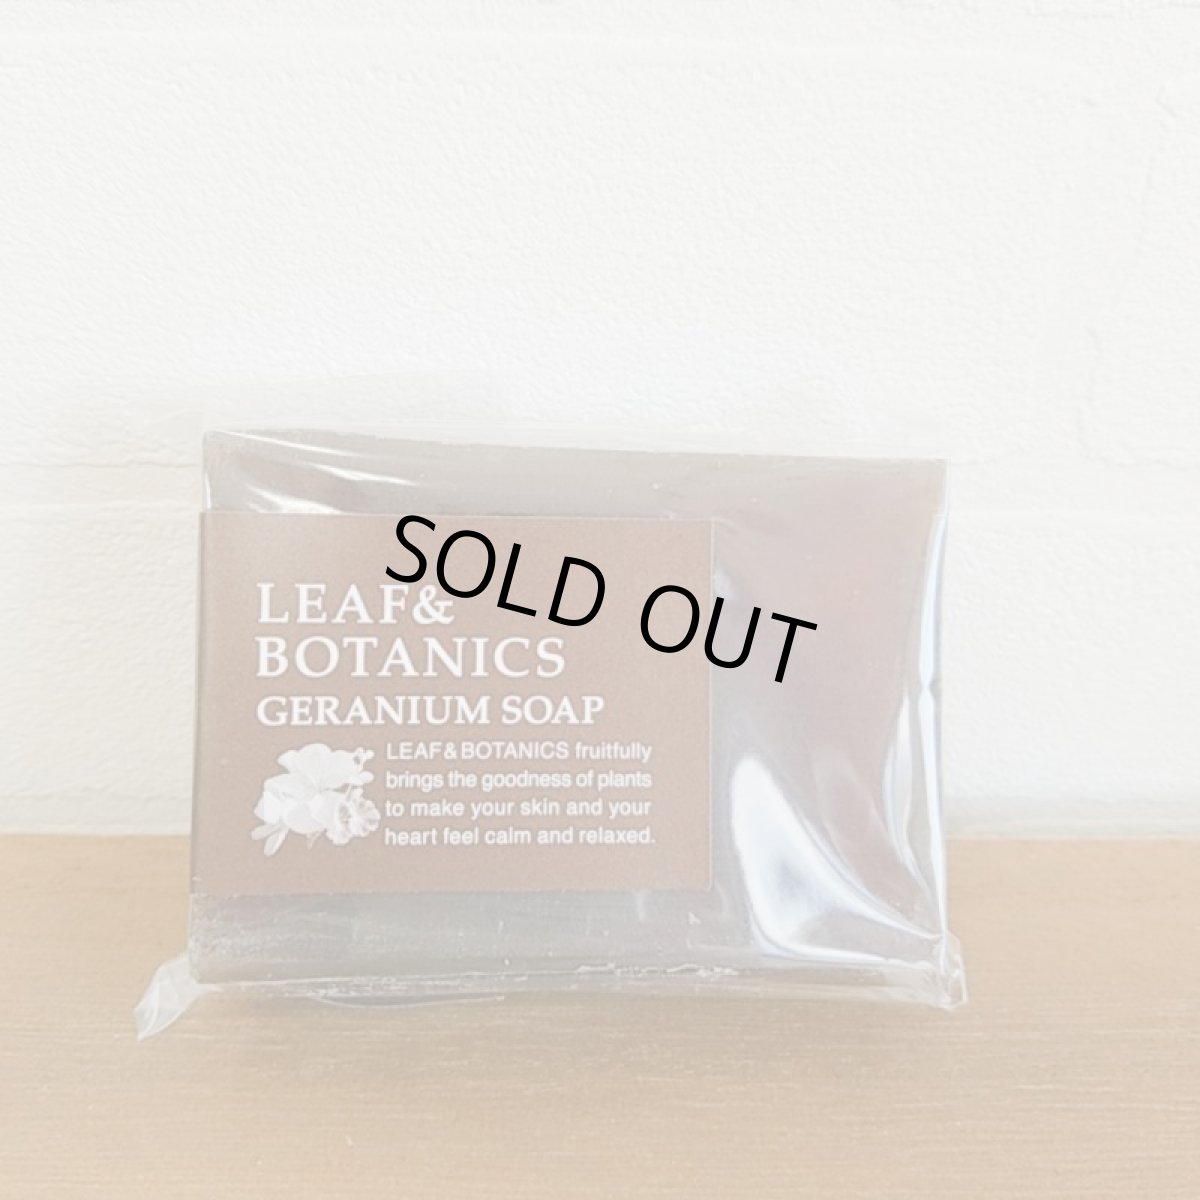 SOLD OUT
LEAF&
BOTANICS
GERANIUM SOAP
LEAF & BOTANICS fruitfully
brings the goodness of plants
to make your skin and your
heart feel calm and relaxed.